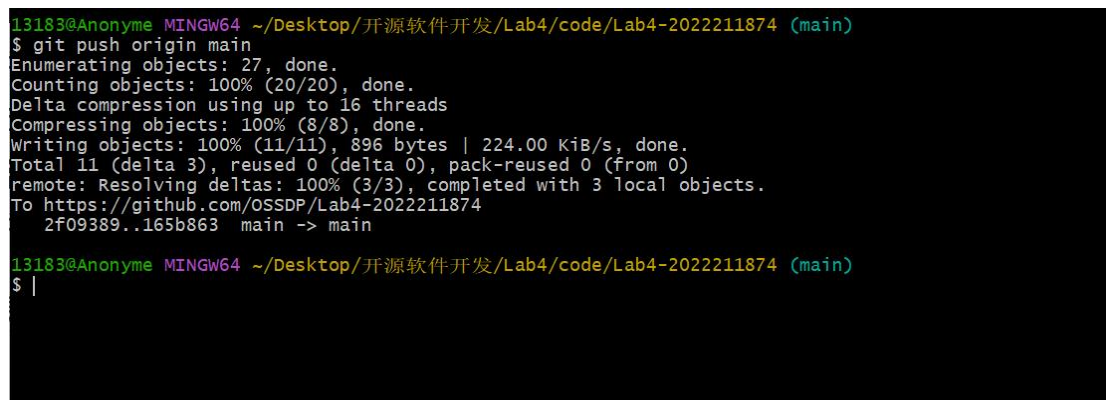 13183@Anonyme MINGW64 ~/Desktop/开源软件开发/Lab4/code/Lab4-2022211874 (main)
$ git push origin main
Enumerating objects: 27, done.
Counting objects: 100% (20/20), done.
Delta compression using up to 16 threads
Compressing objects: 100% (8/8), done.
Writing objects: 100% (11/11), 896 bytes | 224.00 KiB/s, done.
Total 11 (delta 3), reused 0 (delta 0), pack-reused 0 (from 0)
remote: Resolving deltas: 100% (3/3), completed with 3 local objects.
To https://github.com/OSSDP/Lab4-2022211874
   2f09389..165b863  main -> main
13183@Anonyme MINGW64 ~/Desktop/开源软件开发/Lab4/code/Lab4-2022211874 (main)
$